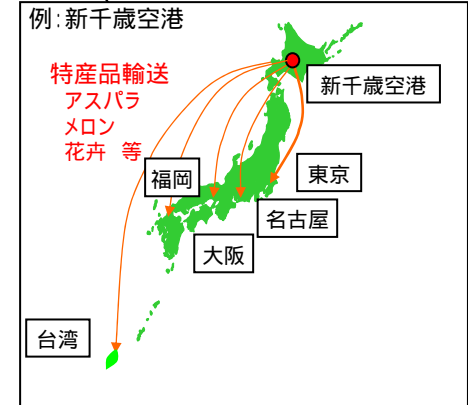 例：新千歳空港
特産品輸送
アスパラ
メロン
花卉 等
新千歳空港
福岡
東京
名古屋
大阪
台湾